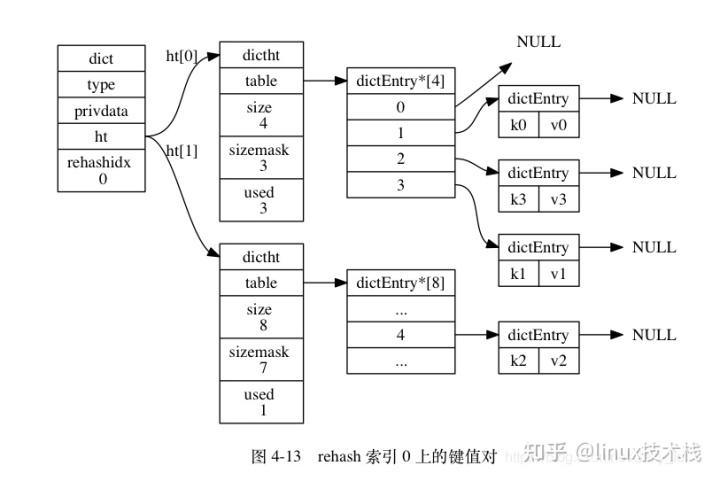 dict
type
privdata
ht
rehashidx
0
ht[0]
ht[1]
dictht
table
size
4
sizemask
3
used
3
dictht
table
size
8
sizemask
7
used
1
dictEntry*[4]
0
1
2
3
dictEntry*[8]
...
4
...
NULL
dictEntry
k0 v0
NULL
dictEntry
k3 v3
NULL
dictEntry
k1 v1
NULL
dictEntry
k2 v2
NULL
图 4-13 rehash 索引 0 上的键值对
知乎 @linux技术栈